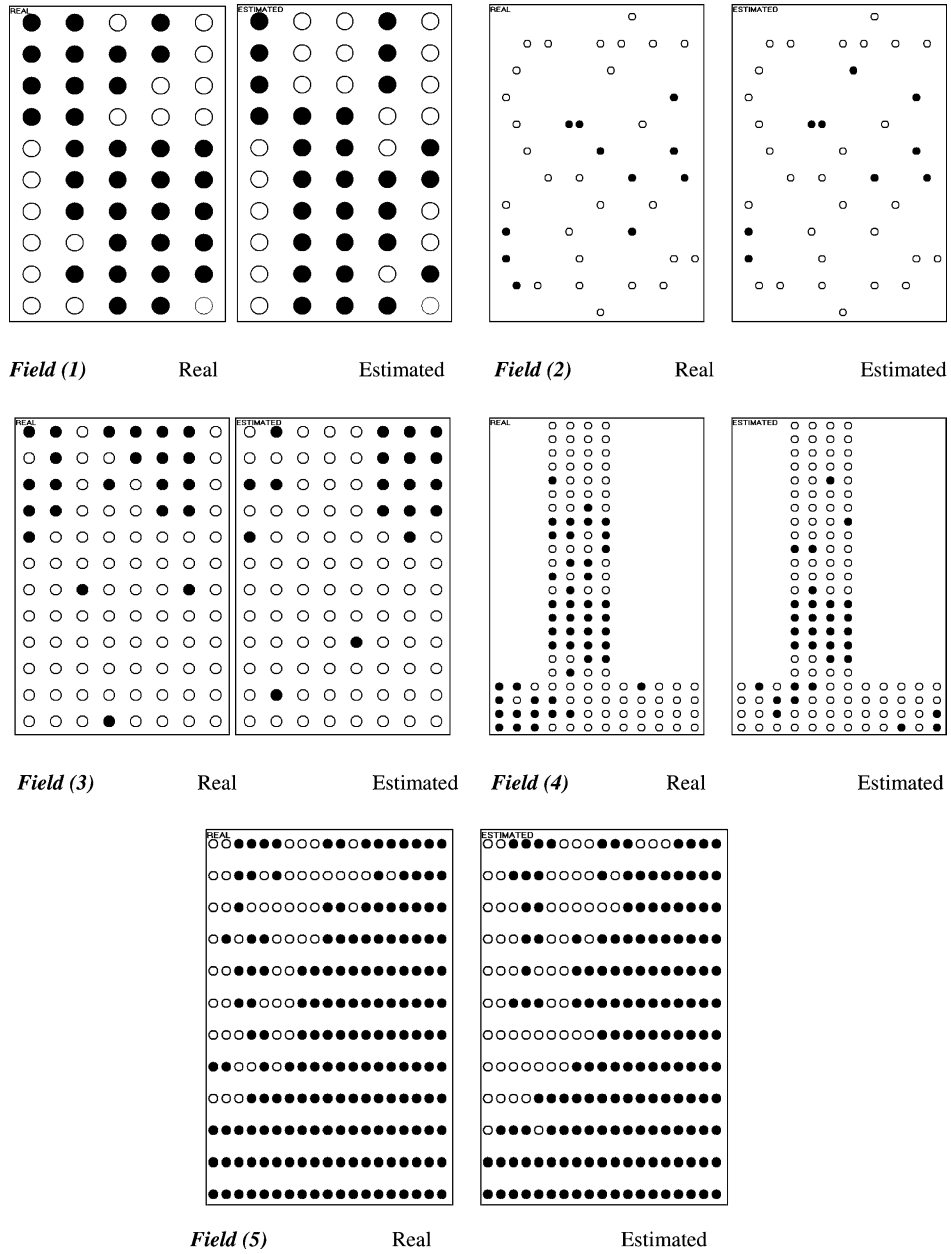 REAL ESTIMATED REAL ESTIMATED
Field (1) Real Estimated Field (2) Real Estimated
REAL ESTIMATED REAL ESTIMATED
Field (3) Real Estimated Field (4) Real Estimated
REAL ESTIMATED
Field (5) Real Estimated